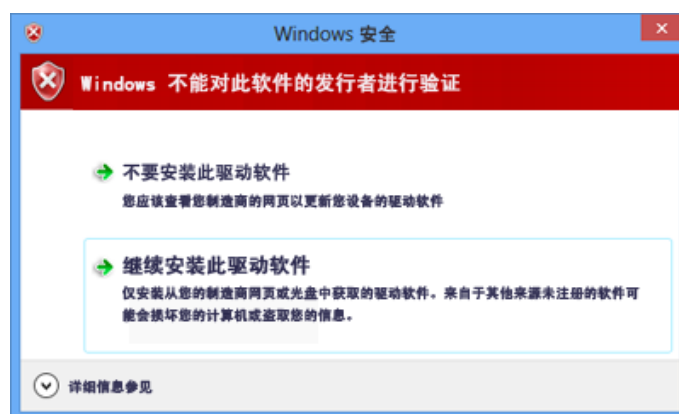 Windows 安全
Windows 不能对此软件的发行者进行验证
不要安装此驱动软件
您应该查看您制造商的网页以更新您设备的驱动软件
继续安装此驱动软件
仅安装从您的制造商网页或光盘中获取的驱动软件。来自于其他来源未注册的软件可
能会损坏您的计算机或盗取您的信息。
详细信息参见